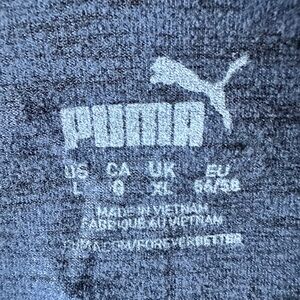 PUMA
US CA UK EU
L G XL 56/58
MADE IN VIETNAM
FABRIQUÉ AU VIETNAM
PUMA.COM/FOREVERBETTER